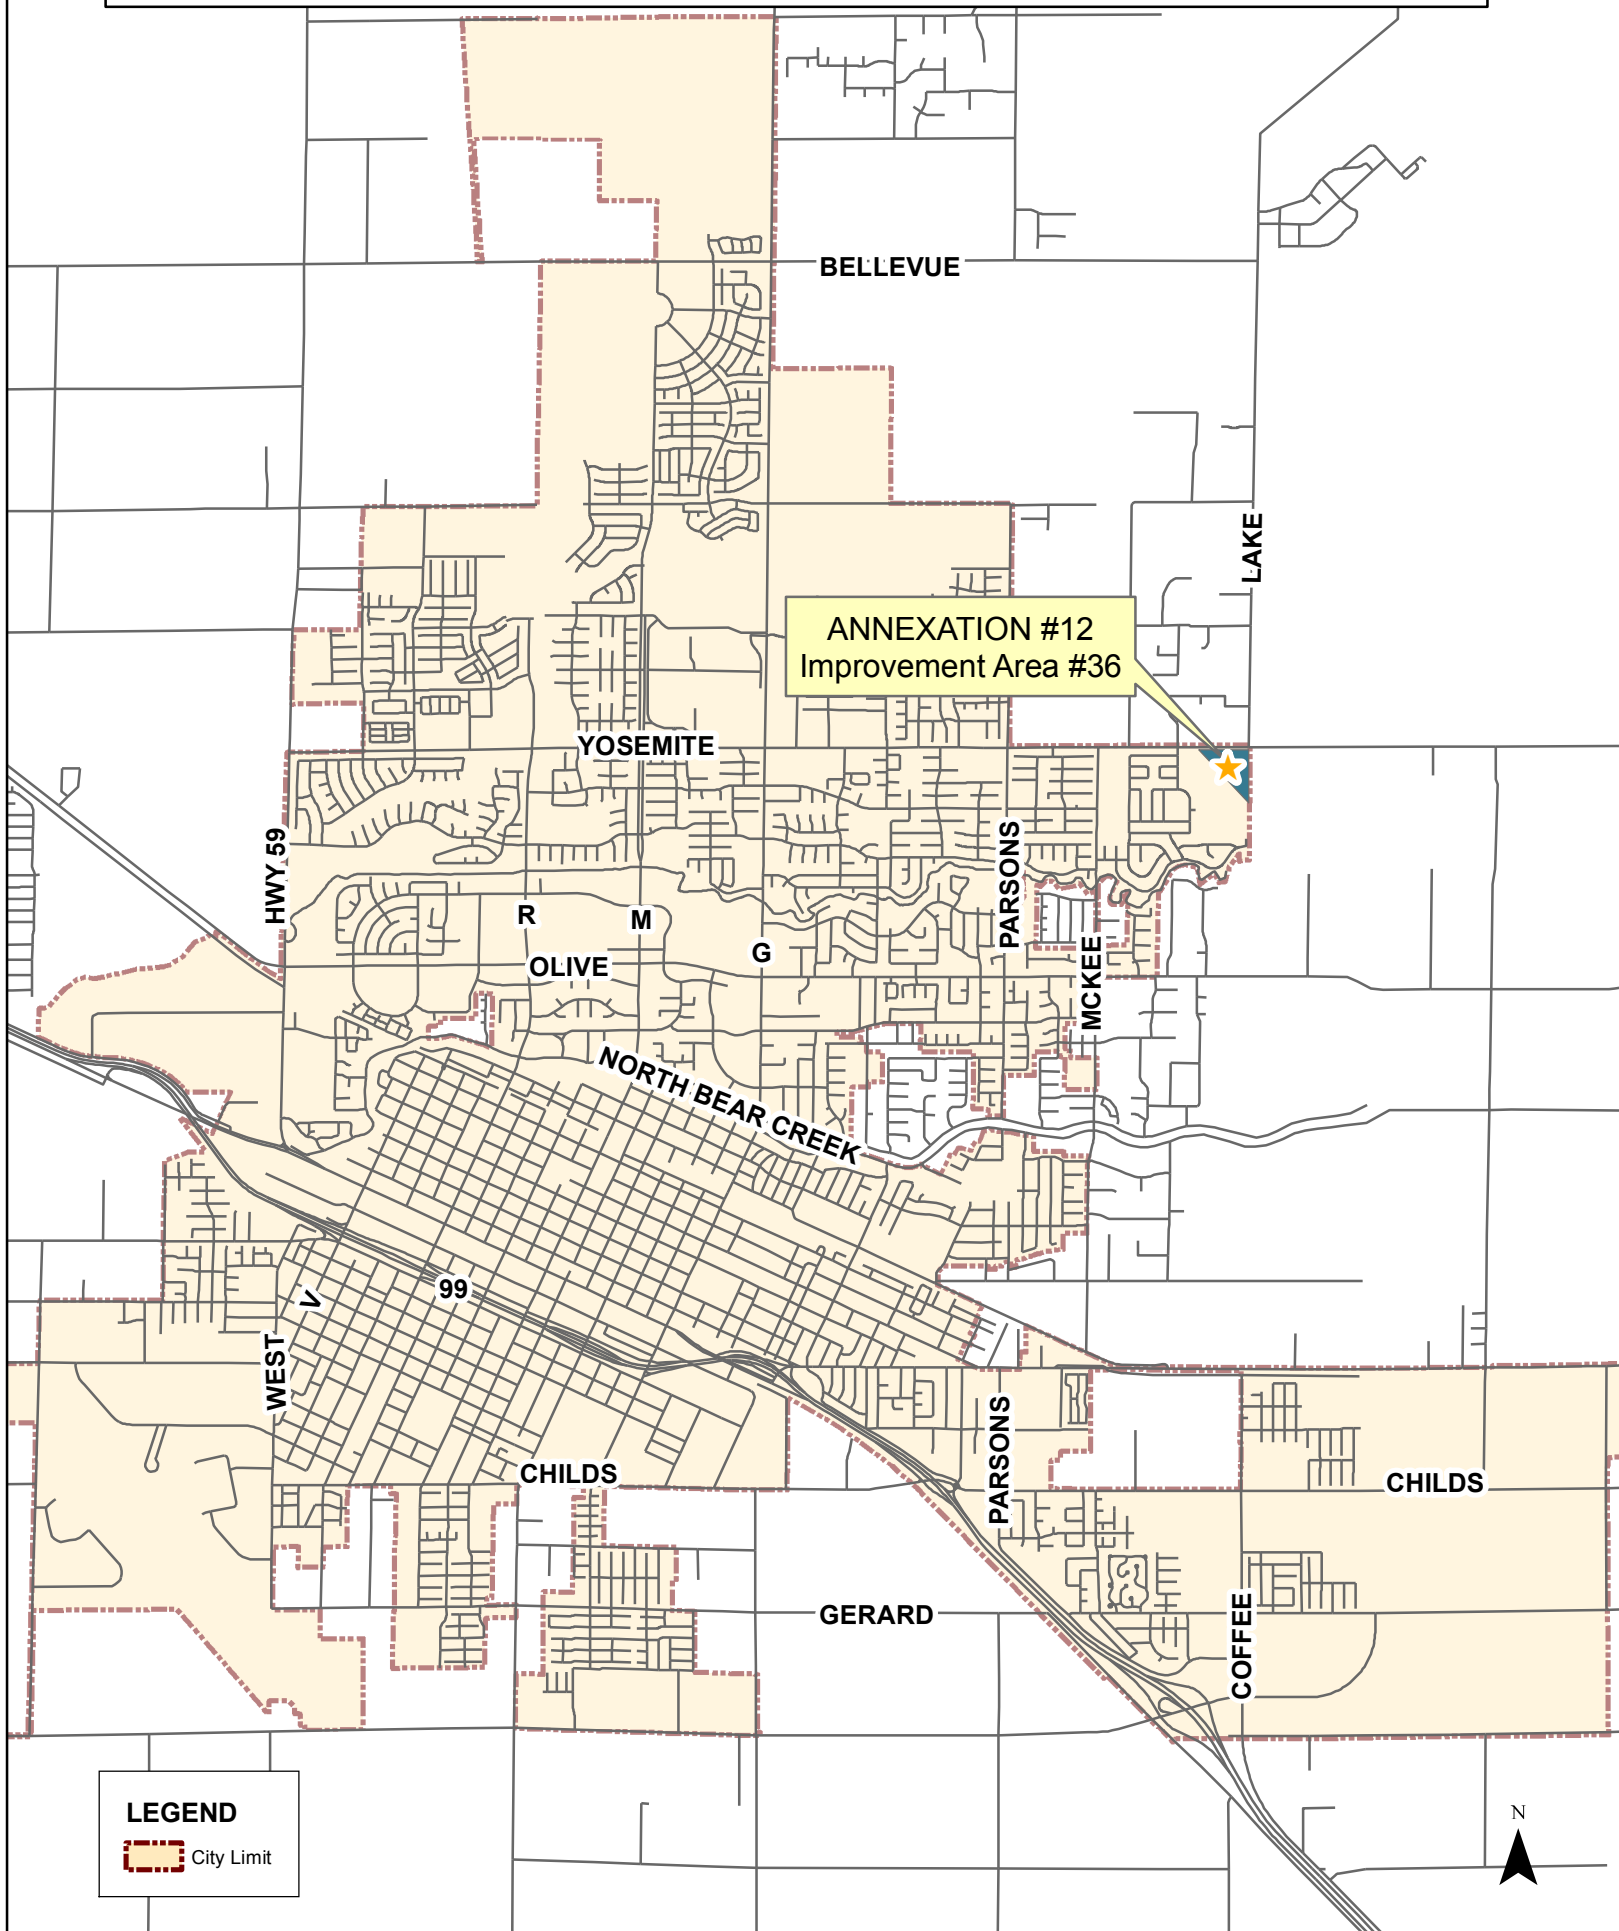 BELLEVUE
LAKE
ANNEXATION #12
Improvement Area #36
YOSEMITE
HWY 59
PARSONS
R
M
G
OLIVE
MCKEE
NORTH BEAR CREEK
99
V
WEST
PARSONS
CHILDS
CHILDS
GERARD
COFFEE
LEGEND
City Limit
N